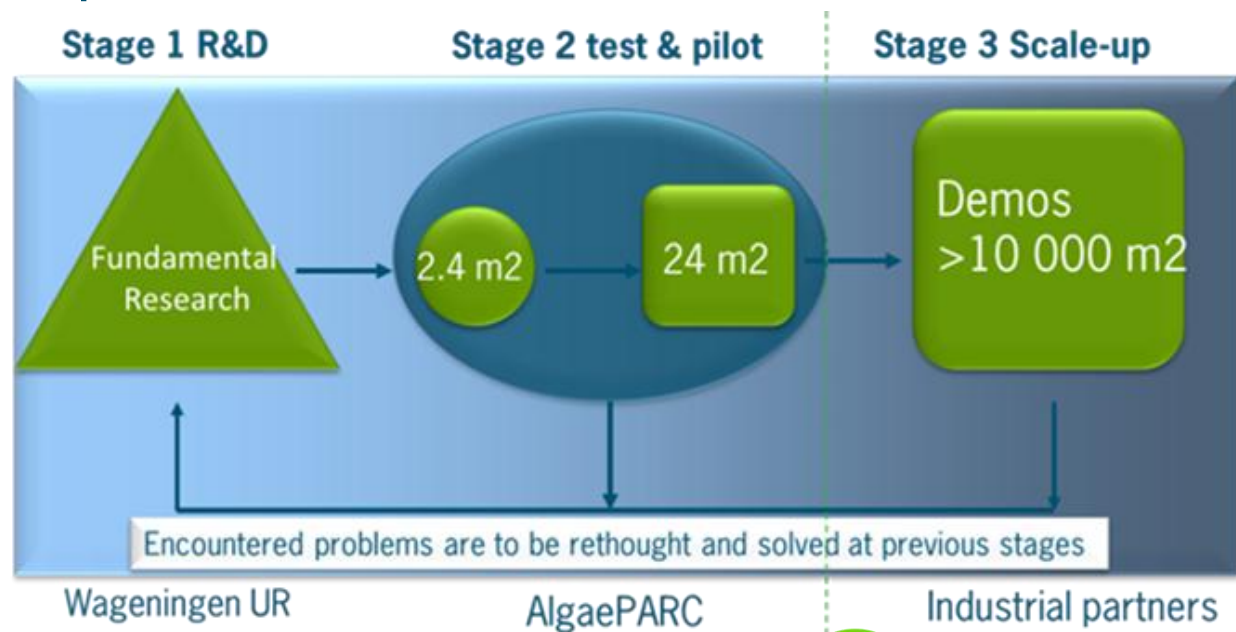 Stage 1 R&D
Stage 2 test & pilot
Stage 3 Scale-up
Fundamental
Research
2.4 m2
24 m2
Demos
>10 000 m2
Encountered problems are to be rethought and solved at previous stages
Wageningen UR
AlgaePARC
Industrial partners